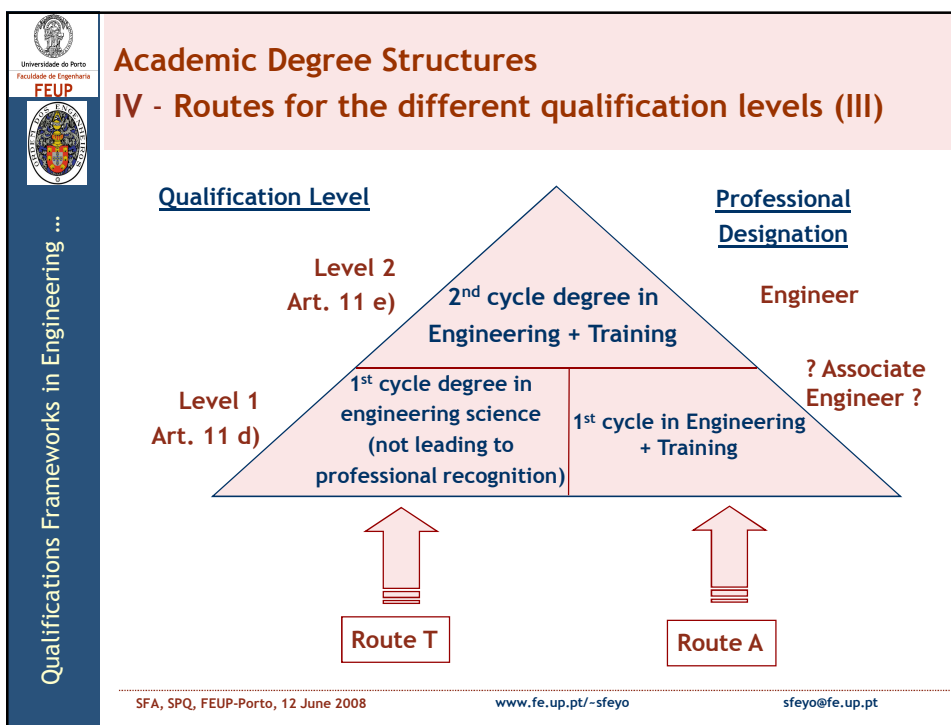 Universidade do Porto
Faculdade de Engenharia
FEUP
ORDEM DOS ENGENHEIROS
Qualifications Frameworks in Engineering ...
Academic Degree Structures
IV - Routes for the different qualification levels (III)
Qualification Level
Professional
Designation
Level 2
Art. 11 e)
2nd cycle degree in
Engineering + Training
Engineer
Level 1
Art. 11 d)
1st cycle degree in
engineering science
(not leading to
professional recognition)
1st cycle in Engineering
+ Training
? Associate
Engineer ?
Route T
Route A
SFA, SPQ, FEUP-Porto, 12 June 2008
www.fe.up.pt/~sfeyo
sfeyo@fe.up.pt